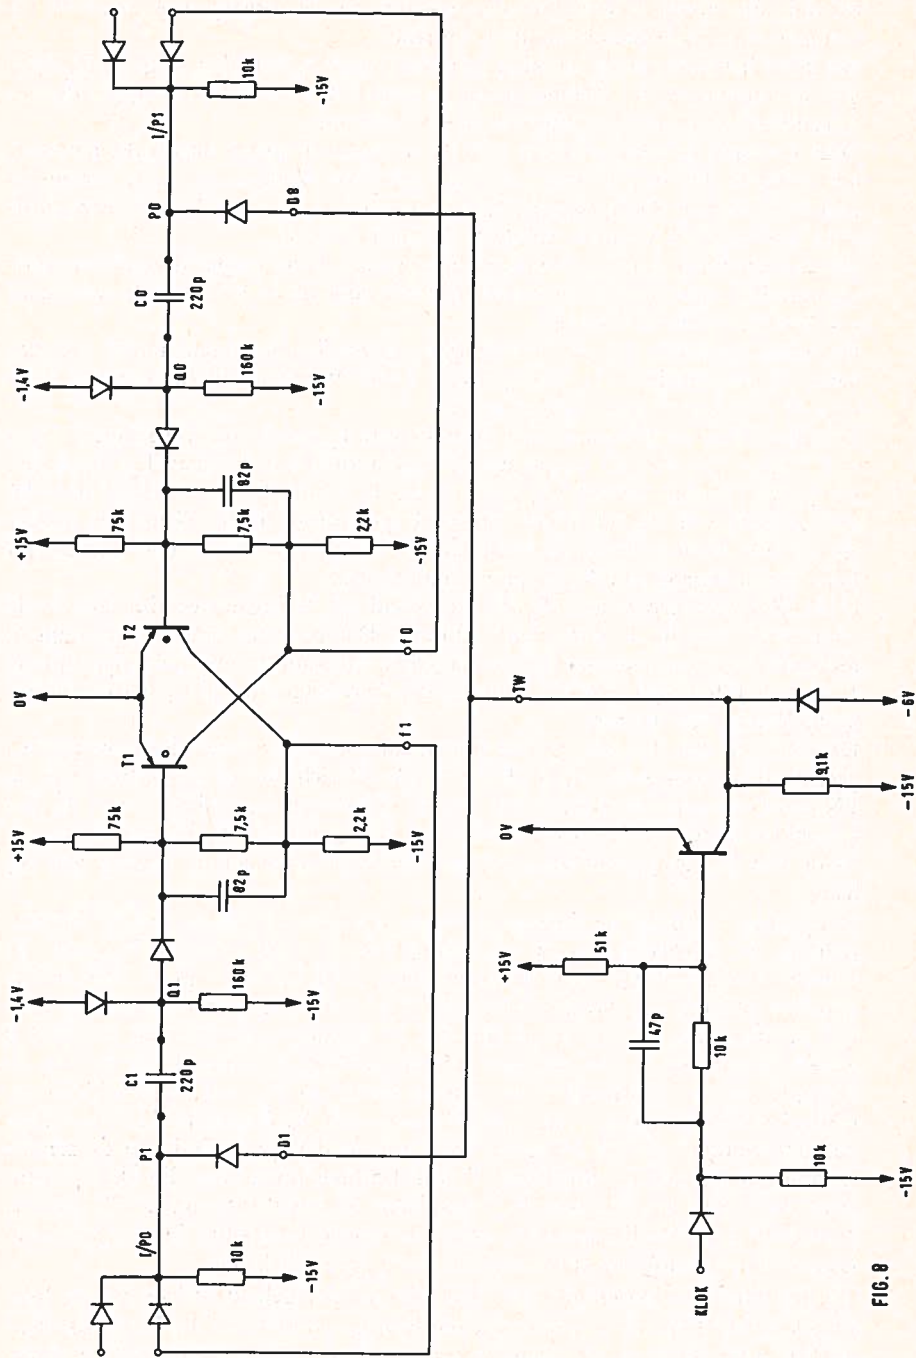 -1,4V
+15V
0V
+15V
-1,4V
75k
T1
T2
75k
I/P0
P1
C1
220p
Q1
82p
7,5k
7,5k
82p
Q0
C0
220p
P0
I/P1
10k
-15V
D1
160k
-15V
2,2k
-15V
f1
f0
2,2k
-15V
160k
-15V
D8
10k
-15V
+15V
0V
TW
51k
47p
KLOK
10k
10k
-15V
9,1k
-15V
-6V
FIG. 8